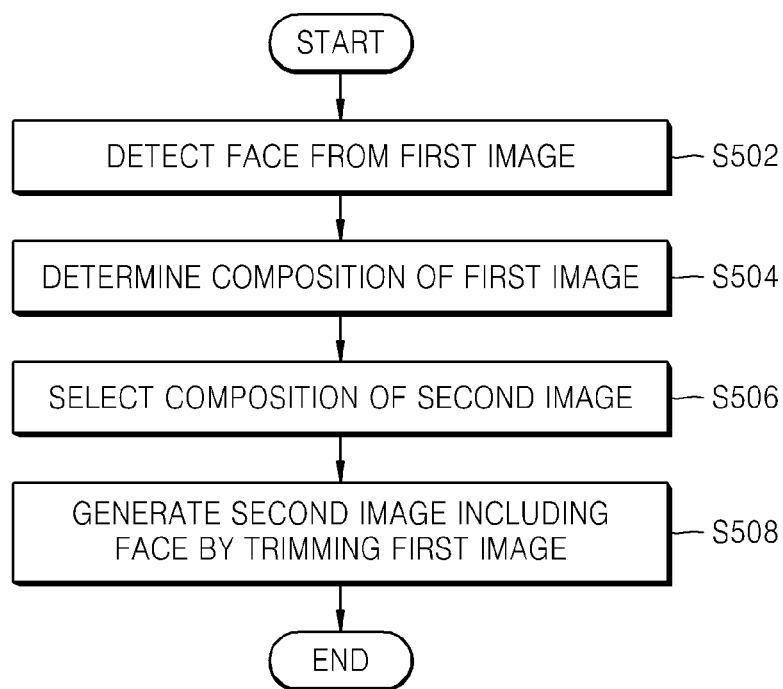 START
DETECT FACE FROM FIRST IMAGE
S502
DETERMINE COMPOSITION OF FIRST IMAGE
S504
SELECT COMPOSITION OF SECOND IMAGE
S506
GENERATE SECOND IMAGE INCLUDING
FACE BY TRIMMING FIRST IMAGE
S508
END